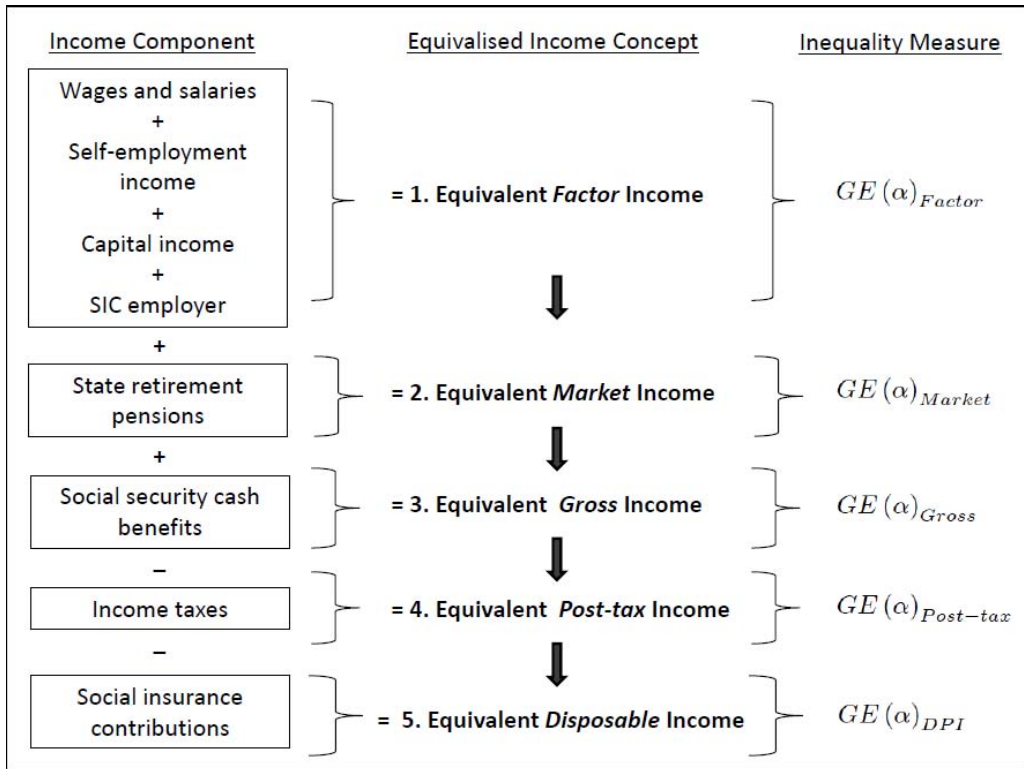 Income Component
Equivalised Income Concept
Inequality Measure
Wages and salaries
+
Self-employment
income
+
Capital income
+
SIC employer
= 1. Equivalent Factor Income
GE (α)Factor
+
State retirement
pensions
= 2. Equivalent Market Income
GE (α)Market
+
Social security cash
benefits
= 3. Equivalent Gross Income
GE (α)Gross
–
Income taxes
= 4. Equivalent Post-tax Income
GE (α)Post−tax
–
Social insurance
contributions
= 5. Equivalent Disposable Income
GE (α)DPI